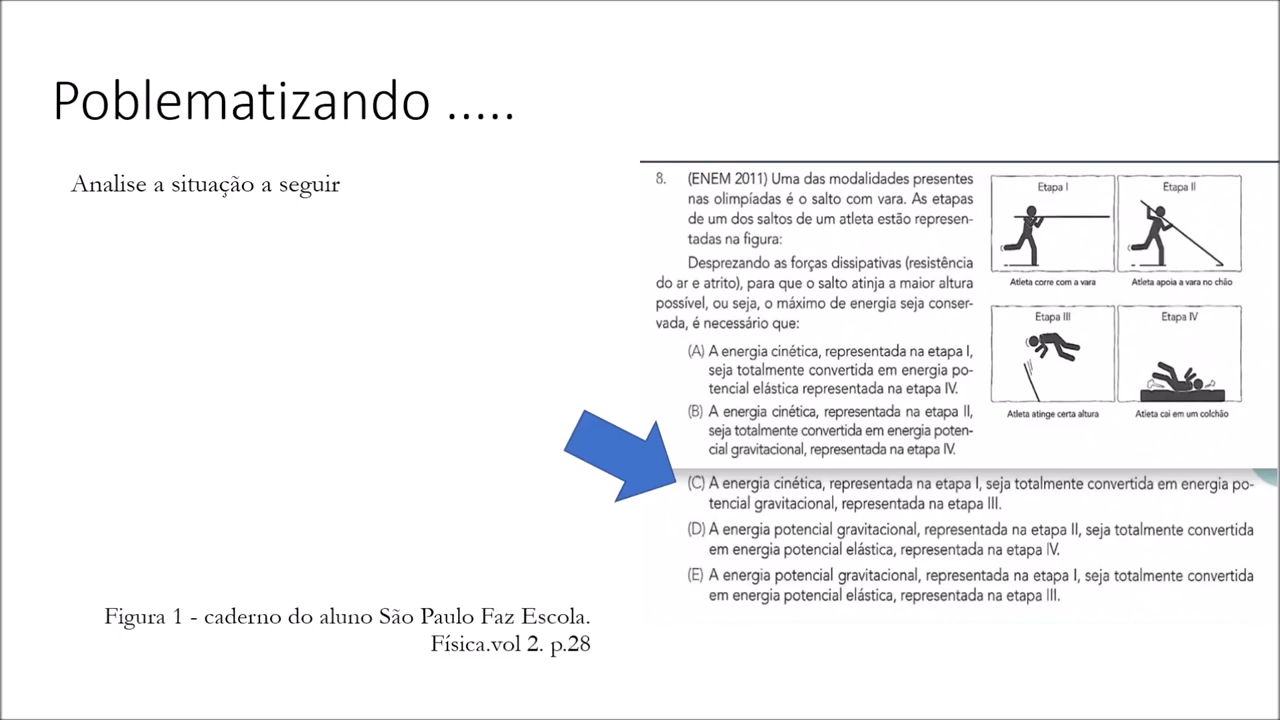 Poblematizando .....
Analise a situação a seguir
8. (ENEM 2011) Uma das modalidades presentes
nas olimpíadas é o salto com vara. As etapas
de um dos saltos de um atleta estão represen-
tadas na figura:
Desprezando as forças dissipativas (resistência
do ar e atrito), para que o salto atinja a maior altura
possível, ou seja, o máximo de energia seja conser-
vada, é necessário que:
(A) A energia cinética, representada na etapa I,
seja totalmente convertida em energia po-
tencial elástica representada na etapa IV.
(B) A energia cinética, representada na etapa II,
seja totalmente convertida em energia poten-
cial gravitacional, representada na etapa IV.
Etapa I
Atleta corre com a vara
Etapa II
Atleta apoia a vara no chão
Etapa III
Atleta atinge certa altura
Etapa IV
Atleta cai em um colchão
(C) A energia cinética, representada na etapa I, seja totalmente convertida em energia po-
tencial gravitacional, representada na etapa III.
(D) A energia potencial gravitacional, representada na etapa II, seja totalmente convertida
em energia potencial elástica, representada na etapa IV.
(E) A energia potencial gravitacional, representada na etapa I, seja totalmente convertida
em energia potencial elástica, representada na etapa III.
Figura 1 - caderno do aluno São Paulo Faz Escola.
Física.vol 2. p.28